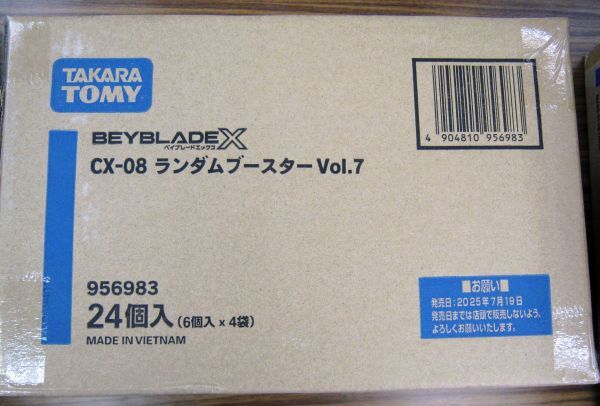 TAKARA
TOMY
4 904810 956983
BEYBLADE X
ベイブレードエックス
CX-08 ランダムブースター Vol.7
956983
24個入 (6個入×4袋)
MADE IN VIETNAM
■お願い■
発売日:2025年7月19日
発売日までは店頭で販売しないよう、
よろしくお願いいたします。